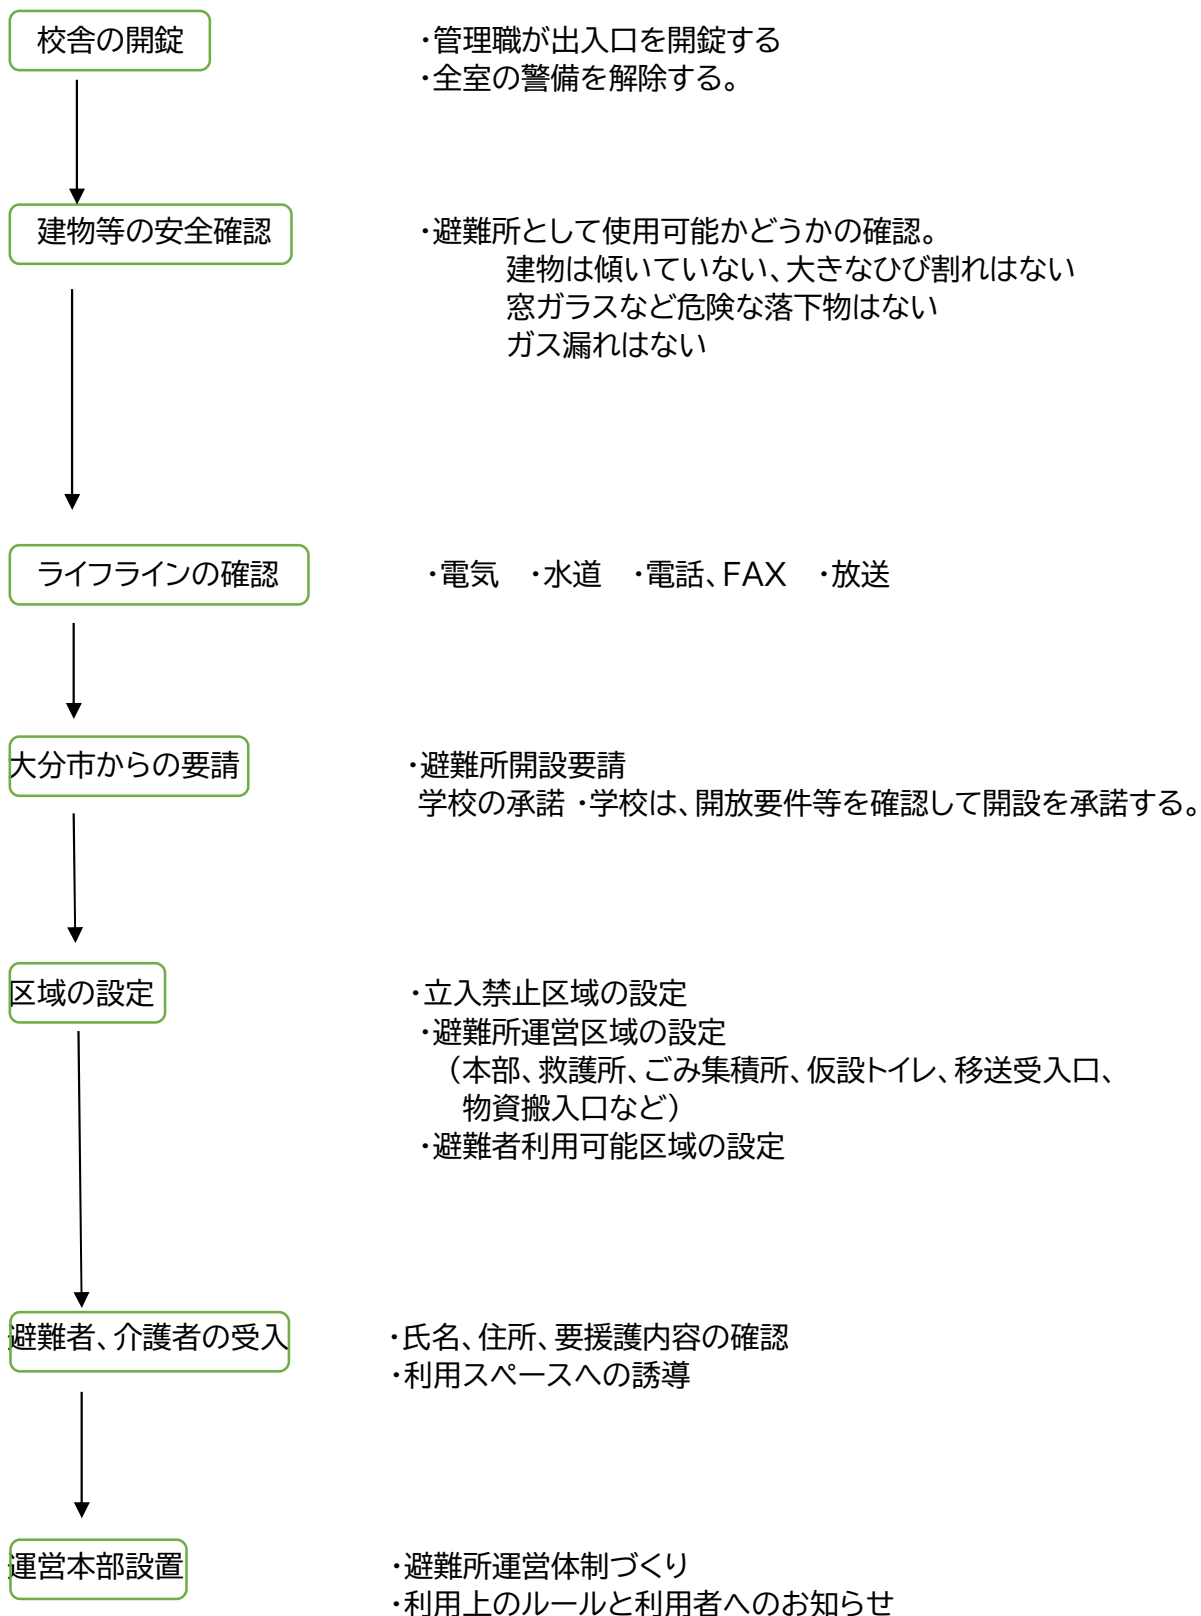 校舎の開錠
・管理職が出入口を開錠する
・全室の警備を解除する。
建物等の安全確認
・避難所として使用可能かどうかの確認。
建物は傾いていない、大きなひび割れはない
窓ガラスなど危険な落下物はない
ガス漏れはない
ライフラインの確認
・電気　・水道　・電話、FAX　・放送
大分市からの要請
・避難所開設要請
学校の承諾 ・学校は、開放要件等を確認して開設を承諾する。
区域の設定
・立入禁止区域の設定
・避難所運営区域の設定
（本部、救護所、ごみ集積所、仮設トイレ、移送受入口、
物資搬入口など）
・避難者利用可能区域の設定
避難者、介護者の受入
・氏名、住所、要援護内容の確認
・利用スペースへの誘導
運営本部設置
・避難所運営体制づくり
・利用上のルールと利用者へのお知らせ